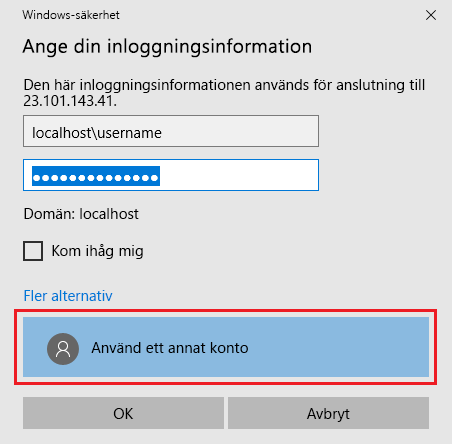 Windows-säkerhet
Ange din inloggningsinformation
Den här inloggningsinformationen används för anslutning till
23.101.143.41.
localhost\username
Domän: localhost
Kom ihåg mig
Fler alternativ
Använd ett annat konto
OK
Avbryt